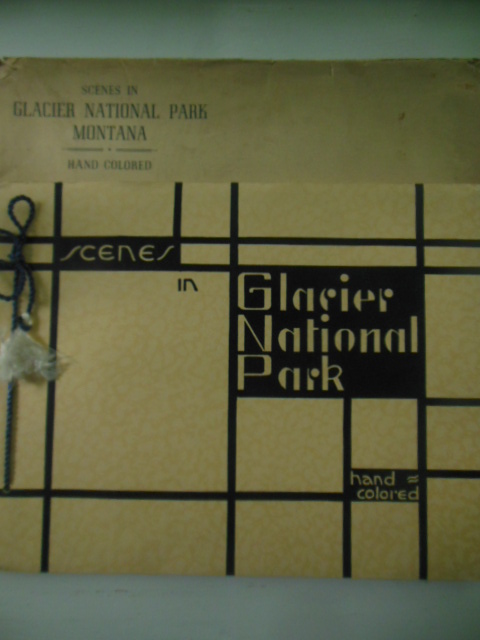 SCENES IN
GLACIER NATIONAL PARK
MONTANA
HAND COLORED
SCENES
in
Glacier
National
Park
hand =
colored